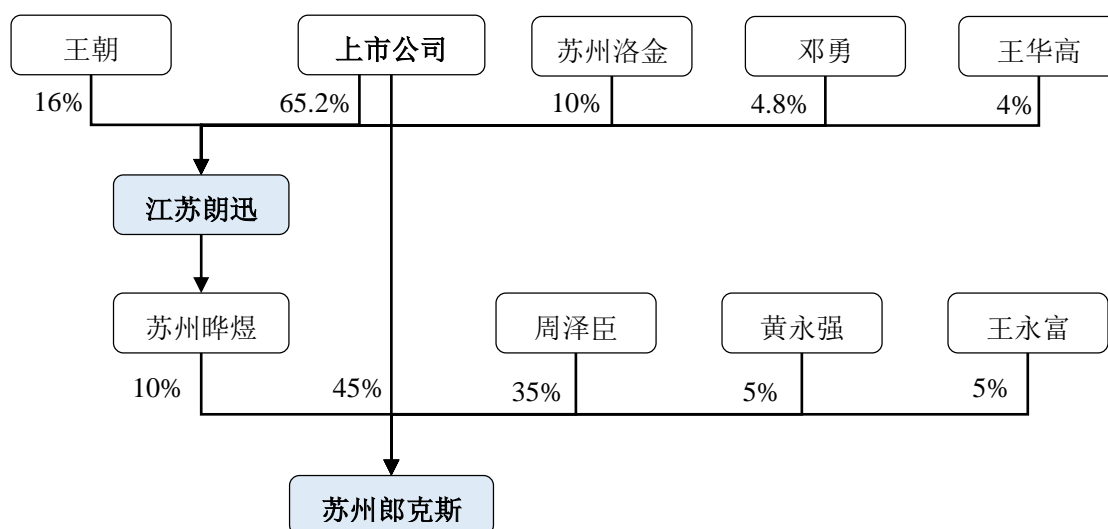 王朝
上市公司
苏州洛金
邓勇
王华高
16%
65.2%
10%
4.8%
4%
江苏朗迅
苏州晔煜
周泽臣
黄永强
王永富
10%
45%
35%
5%
5%
苏州郎克斯